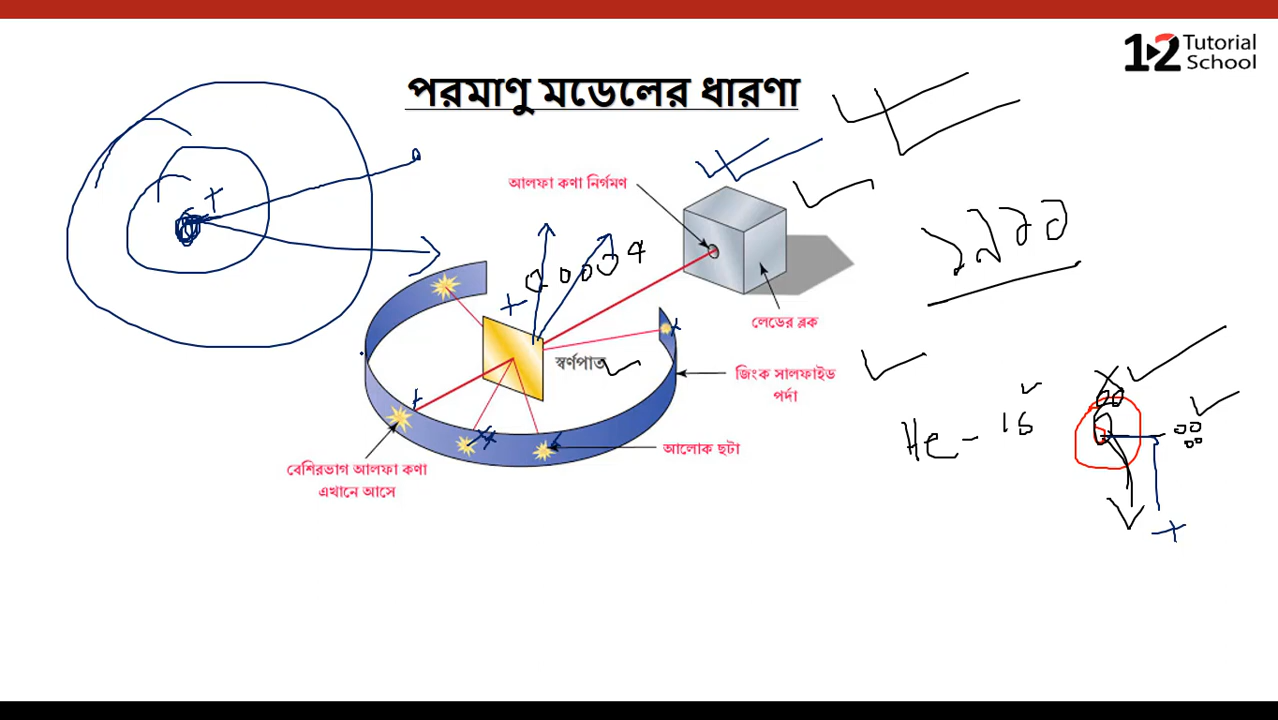 12 Tutorial School
পরমাণু মডেলের ধারণা
আলফা কণা নির্গমণ
লেডের ব্লক
স্বর্ণপাত
জিংক সালফাইড
পর্দা
আলোক ছটা
বেশিরভাগ আলফা কণা
এখানে আসে
He - 1s
+
+
+